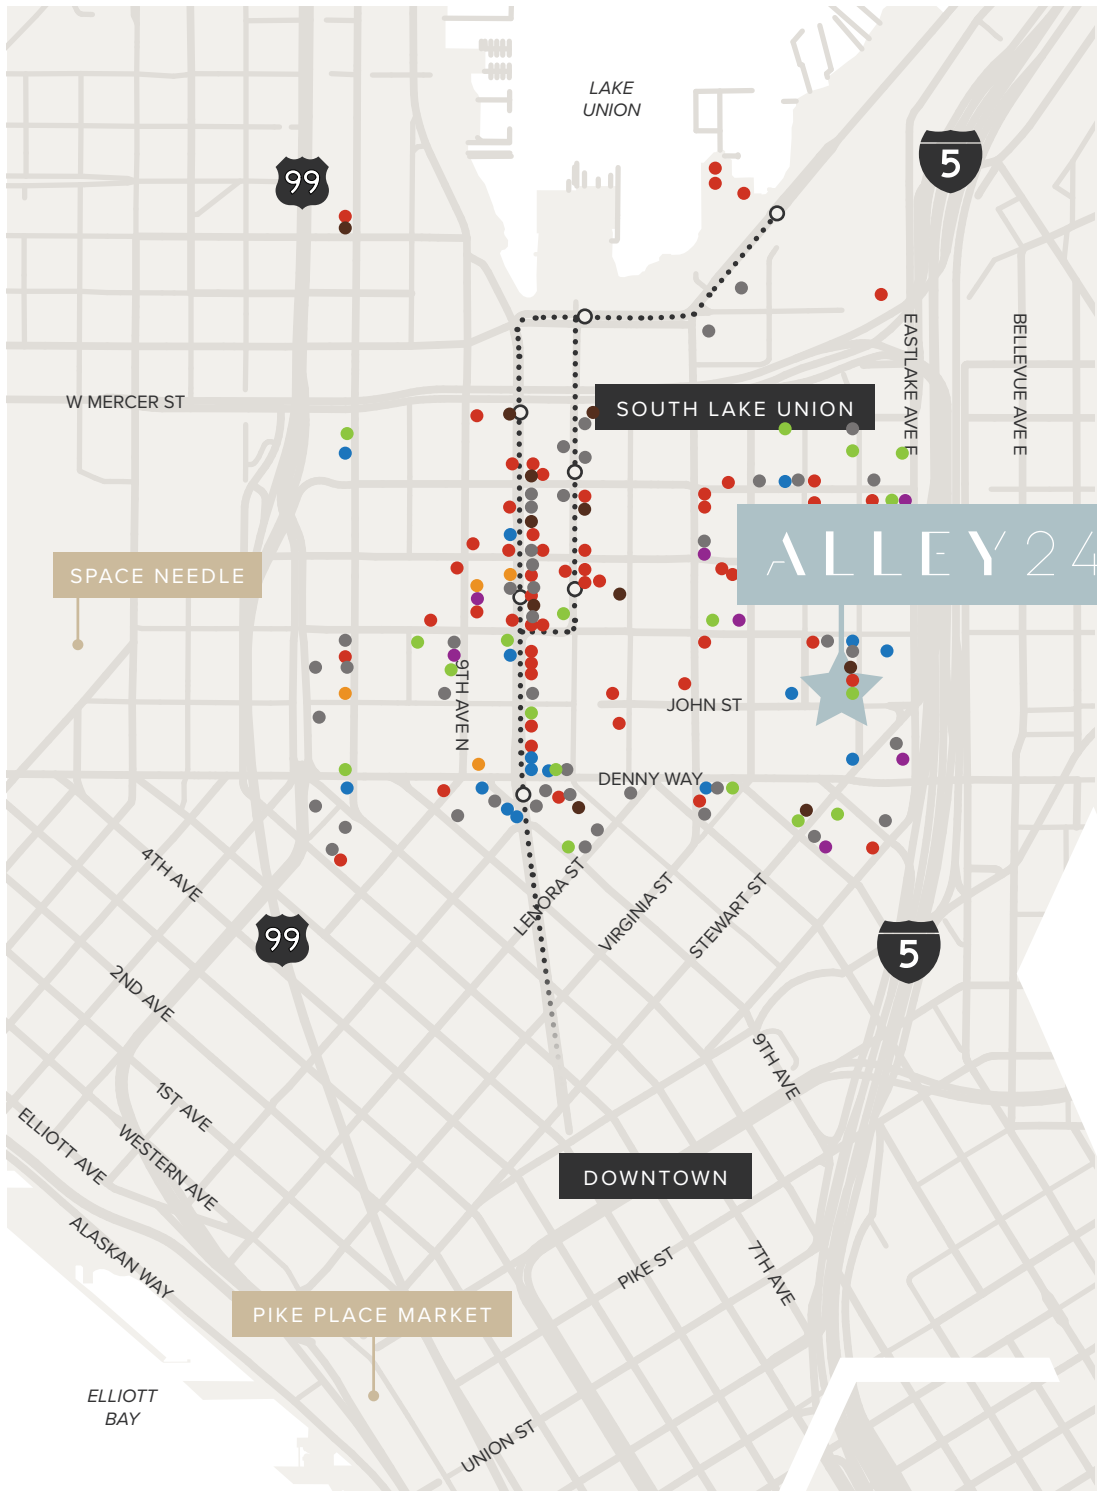 LAKE
UNION
5
99
EASTLAKE AVE E
BELLEVUE AVE E
W MERCER ST
SOUTH LAKE UNION
ALLEY24
SPACE NEEDLE
9TH AVE N
JOHN ST
DENNY WAY
4TH AVE
LENORA ST
VIRGINIA ST
STEWART ST
99
5
2ND AVE
9TH AVE
1ST AVE
ELLIOTT AVE
WESTERN AVE
DOWNTOWN
ALASKAN WAY
PIKE ST
7TH AVE
PIKE PLACE MARKET
ELLIOTT
BAY
UNION ST